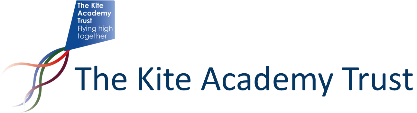 The Kite
Academy
Trust
Flying high
together
The Kite Academy Trust